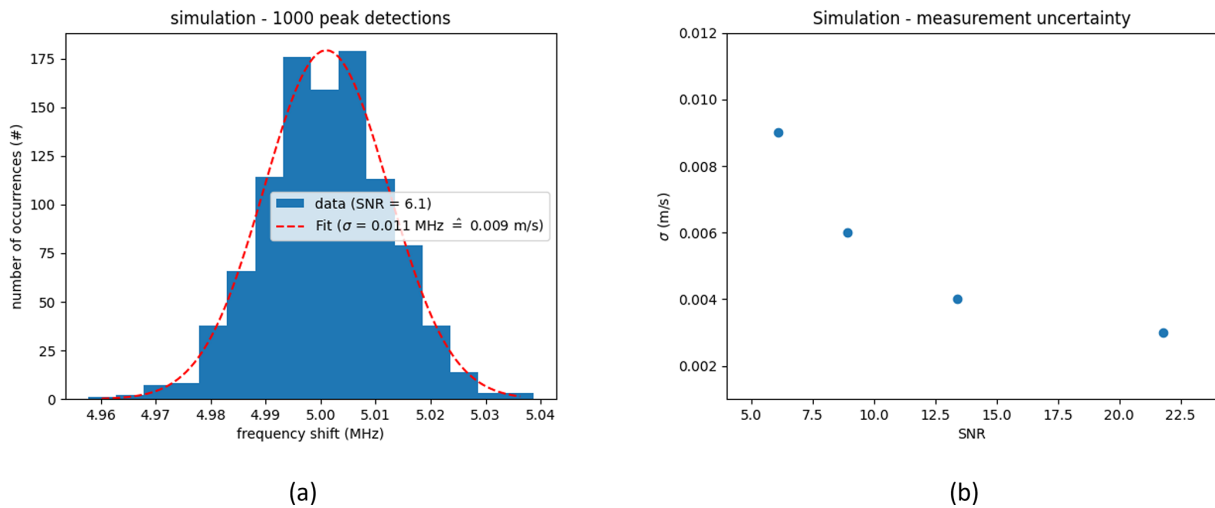 simulation - 1000 peak detections
number of occurrences (#)
175
150
125
100
75
50
25
0
data (SNR = 6.1)
Fit (σ = 0.011 MHz ≙ 0.009 m/s)
4.96 4.97 4.98 4.99 5.00 5.01 5.02 5.03 5.04
frequency shift (MHz)
(a)
Simulation - measurement uncertainty
σ (m/s)
0.012
0.010
0.008
0.006
0.004
0.002
5.0 7.5 10.0 12.5 15.0 17.5 20.0 22.5
SNR
(b)